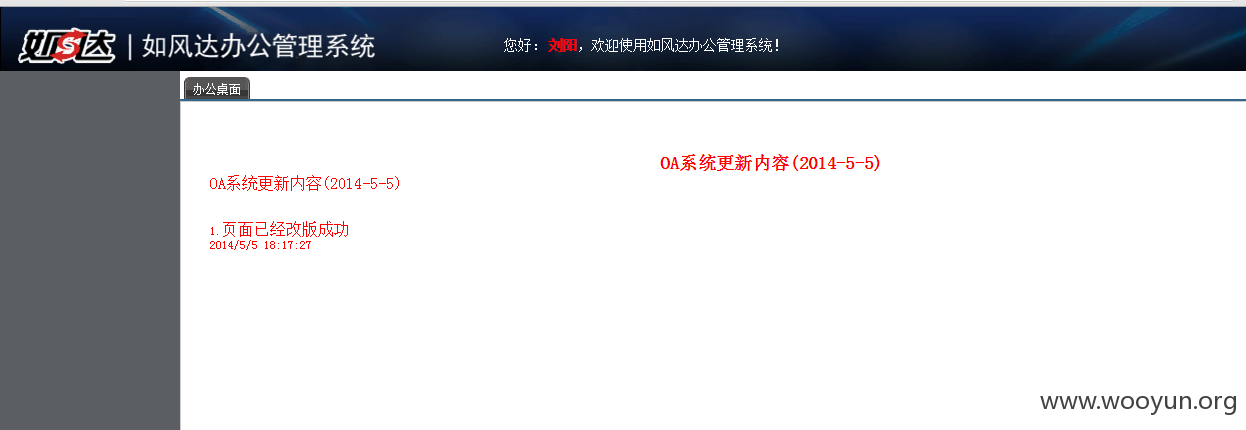 如风达 | 如风达办公管理系统
您好：刘阳，欢迎使用如风达办公管理系统！
办公桌面
OA系统更新内容(2014-5-5)
OA系统更新内容(2014-5-5)
1.页面已经改版成功
2014/5/5 18:17:27
www.wooyun.org